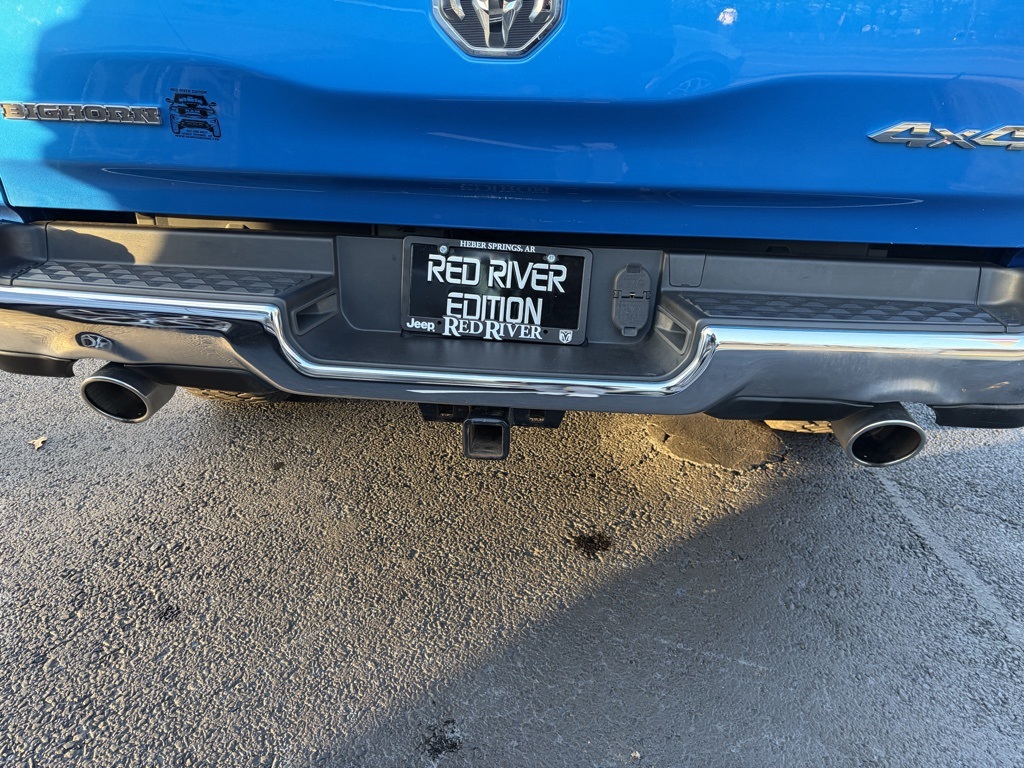 BIGHORN
4x4
HEBER SPRINGS, AR
RED RIVER
EDITION
Jeep RED RIVER